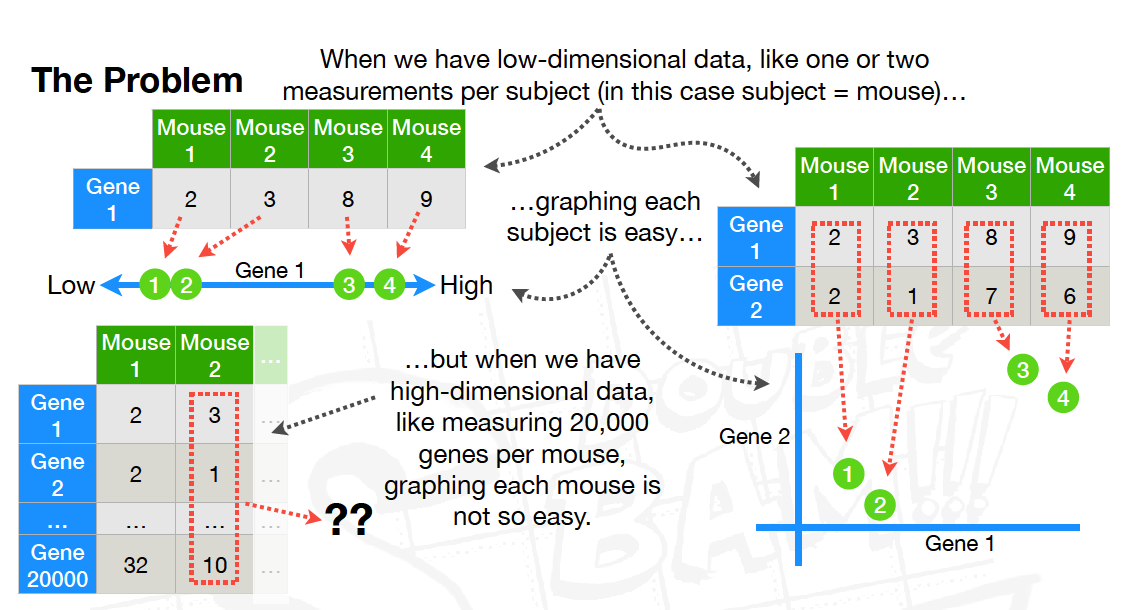 The Problem
When we have low-dimensional data, like one or two
measurements per subject (in this case subject = mouse)…
Mouse 1 Mouse 2 Mouse 3 Mouse 4
Gene 1 2 3 8 9
Low 1 2 Gene 1 3 4 High
…graphing each
subject is easy…
Mouse 1 Mouse 2 Mouse 3 Mouse 4
Gene 1 2 3 8 9
Gene 2 2 1 7 6
3
4
Gene 2
1
2
Gene 1
Mouse 1 Mouse 2 …
Gene 1 2 3 …
Gene 2 2 1 …
… … … …
Gene 20000 32 10 …
??
…but when we have
high-dimensional data,
like measuring 20,000
genes per mouse,
graphing each mouse is
not so easy.
DOUBLE
BAM!!!